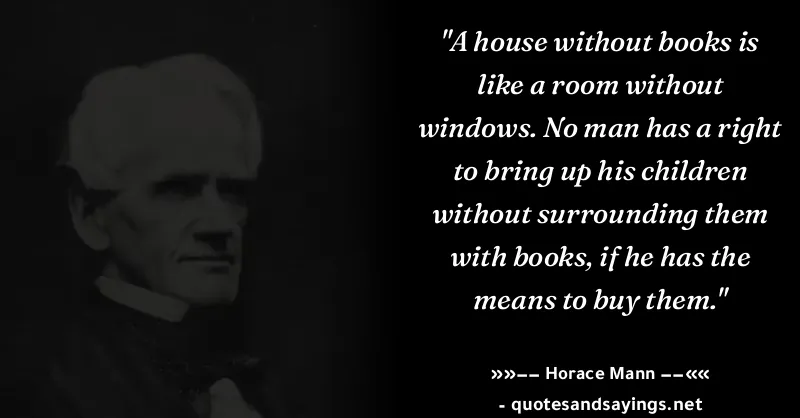 "A house without books is
like a room without
windows. No man has a right
to bring up his children
without surrounding them
with books, if he has the
means to buy them."
»»−− Horace Mann −−««
- quotesandsayings.net